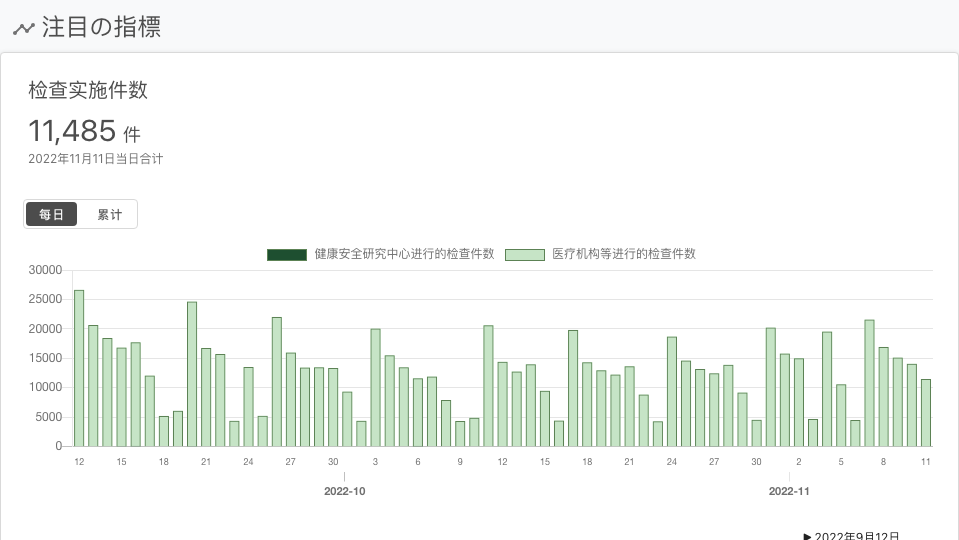 注目の指標
检查实施件数
11,485 件
2022年11月11日当日合计
每日 累计
健康安全研究中心进行的检查件数 医疗机构等进行的检查件数
30000
25000
20000
15000
10000
5000
0
12 15 18 21 24 27 30 3 6 9 12 15 18 21 24 27 30 2 5 8 11
2022-10 2022-11
▶ 2022年9月12日